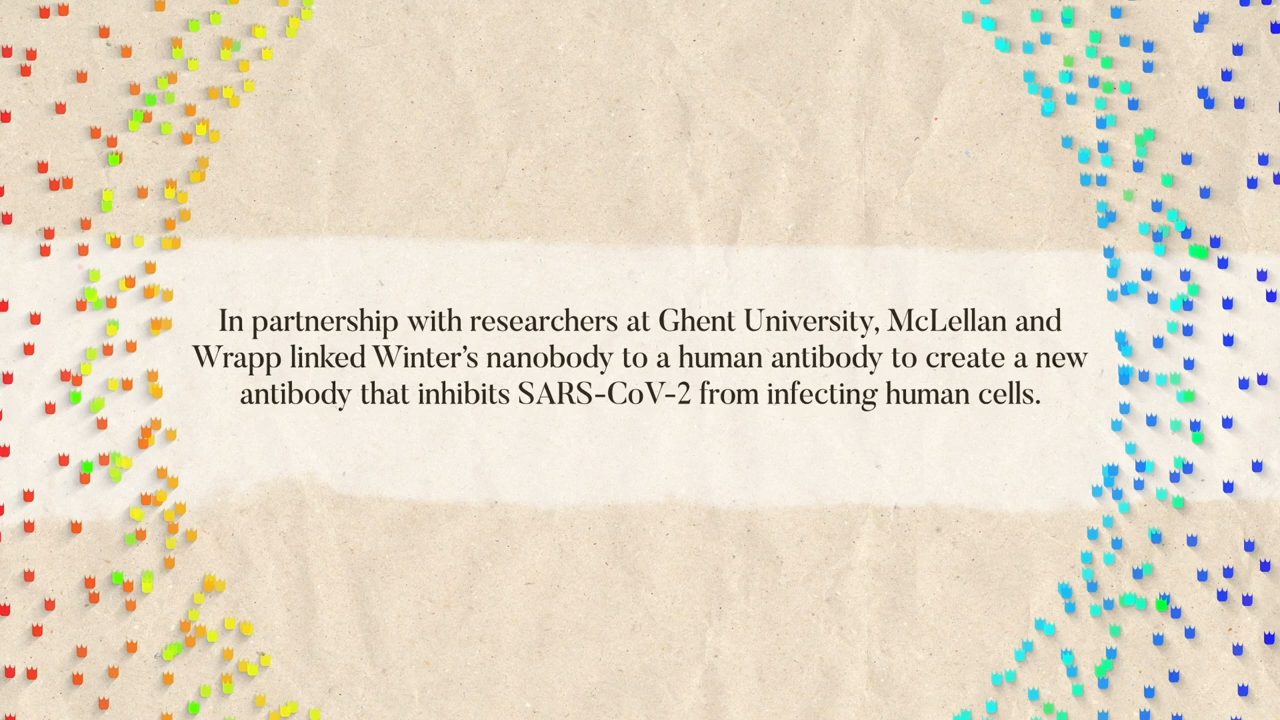 In partnership with researchers at Ghent University, McLellan and
Wrapp linked Winter’s nanobody to a human antibody to create a new
antibody that inhibits SARS-CoV-2 from infecting human cells.